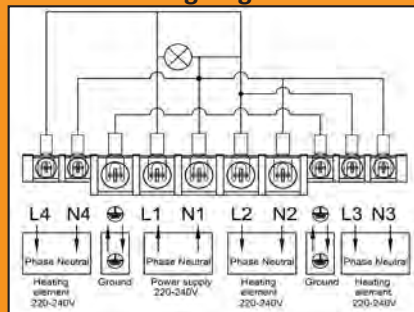 L4 N4 L1 N1 L2 N2 L3 N3
Phase Neutral Phase Neutral Phase Neutral Phase Neutral
Heating element 220-240V
Ground
Power supply 220-240V
Heating element 220-240V
Ground
Heating element 220-240V